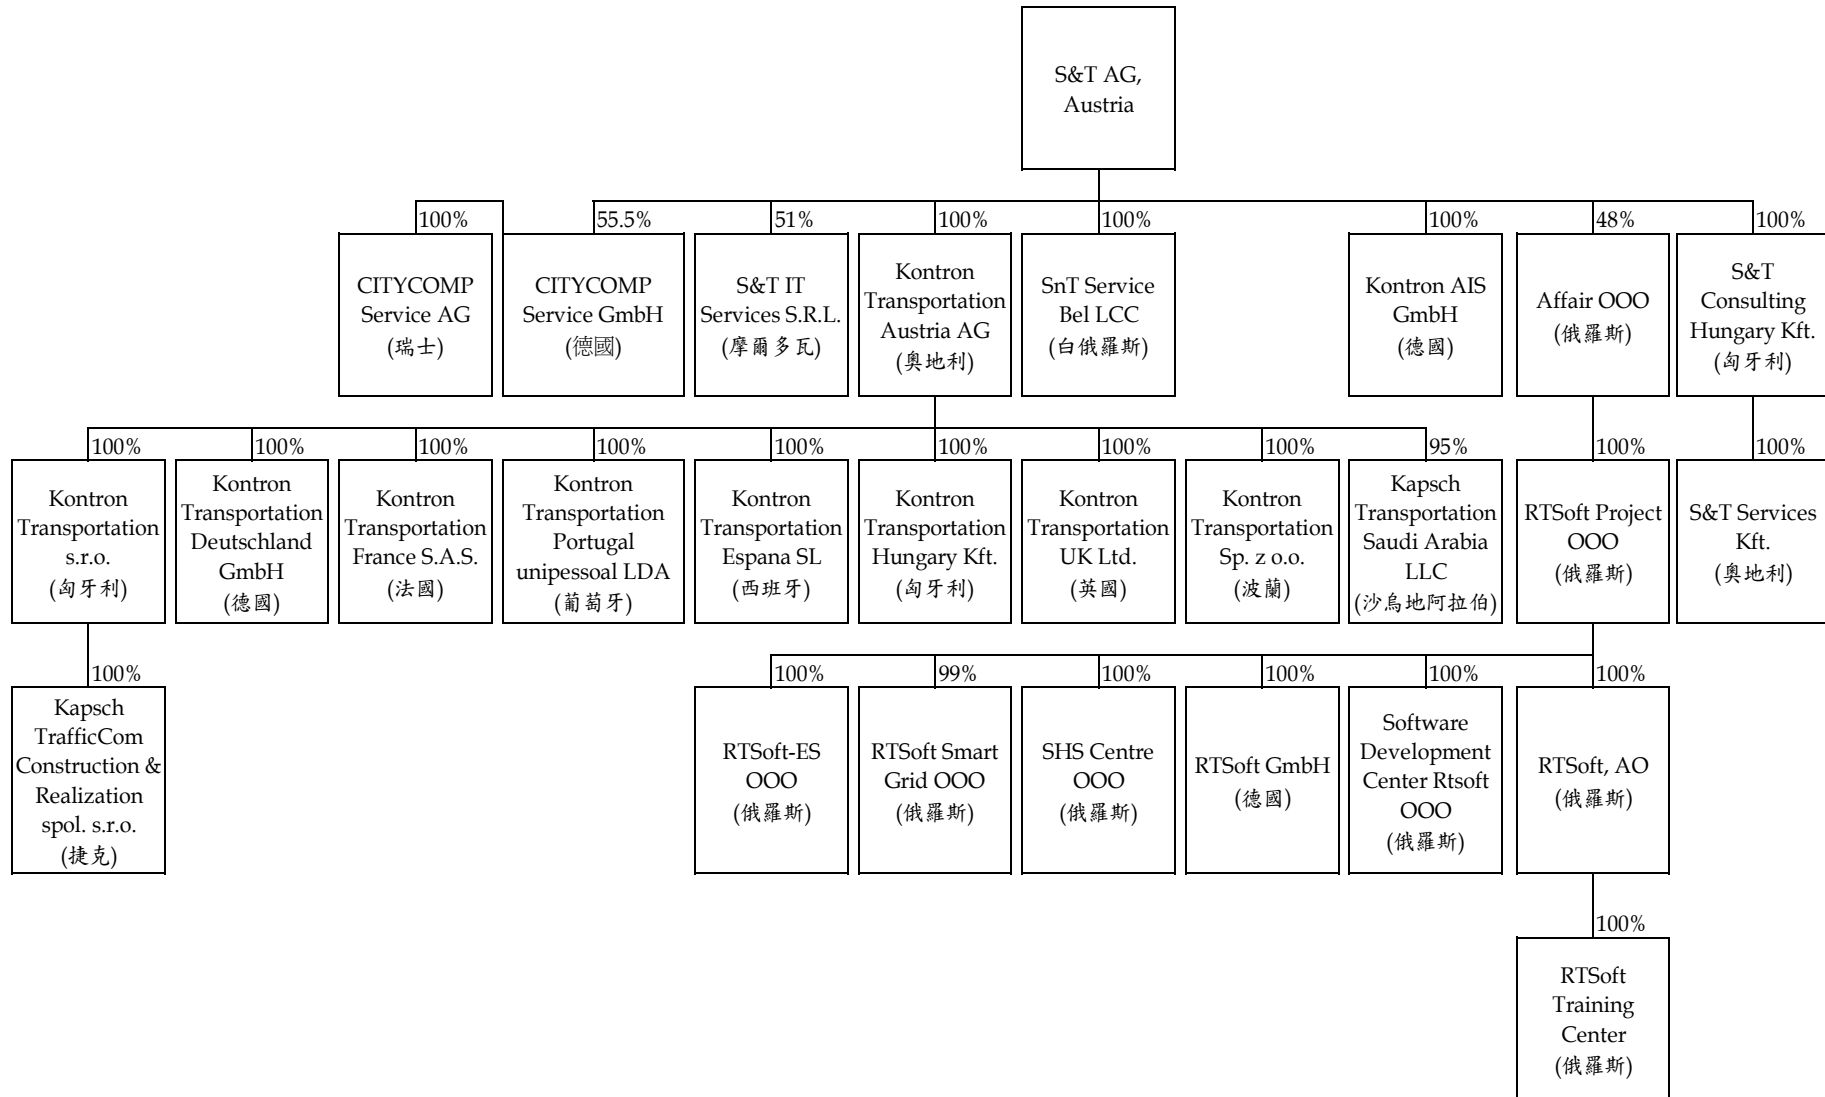 S&T AG,
Austria
100%
55.5%
51%
100%
100%
100%
48%
100%
CITYCOMP
Service AG
(瑞士)
CITYCOMP
Service GmbH
(德國)
S&T IT
Services S.R.L.
(摩爾多瓦)
Kontron
Transportation
Austria AG
(奧地利)
SnT Service
Bel LCC
(白俄羅斯)
Kontron AIS
GmbH
(德國)
Affair OOO
(俄羅斯)
S&T
Consulting
Hungary Kft.
(匈牙利)
100%
100%
100%
100%
100%
100%
100%
100%
95%
100%
100%
Kontron
Transportation
s.r.o.
(匈牙利)
Kontron
Transportation
Deutschland
GmbH
(德國)
Kontron
Transportation
France S.A.S.
(法國)
Kontron
Transportation
Portugal
unipessoal LDA
(葡萄牙)
Kontron
Transportation
Espana SL
(西班牙)
Kontron
Transportation
Hungary Kft.
(匈牙利)
Kontron
Transportation
UK Ltd.
(英國)
Kontron
Transportation
Sp. z o.o.
(波蘭)
Kapsch
Transportation
Saudi Arabia
LLC
(沙烏地阿拉伯)
RTSoft Project
OOO
(俄羅斯)
S&T Services
Kft.
(奧地利)
100%
100%
99%
100%
100%
100%
100%
Kapsch
TrafficCom
Construction &
Realization
spol. s.r.o.
(捷克)
RTSoft-ES
OOO
(俄羅斯)
RTSoft Smart
Grid OOO
(俄羅斯)
SHS Centre
OOO
(俄羅斯)
RTSoft GmbH
(德國)
Software
Development
Center Rtsoft
OOO
(俄羅斯)
RTSoft, AO
(俄羅斯)
100%
RTSoft
Training
Center
(俄羅斯)